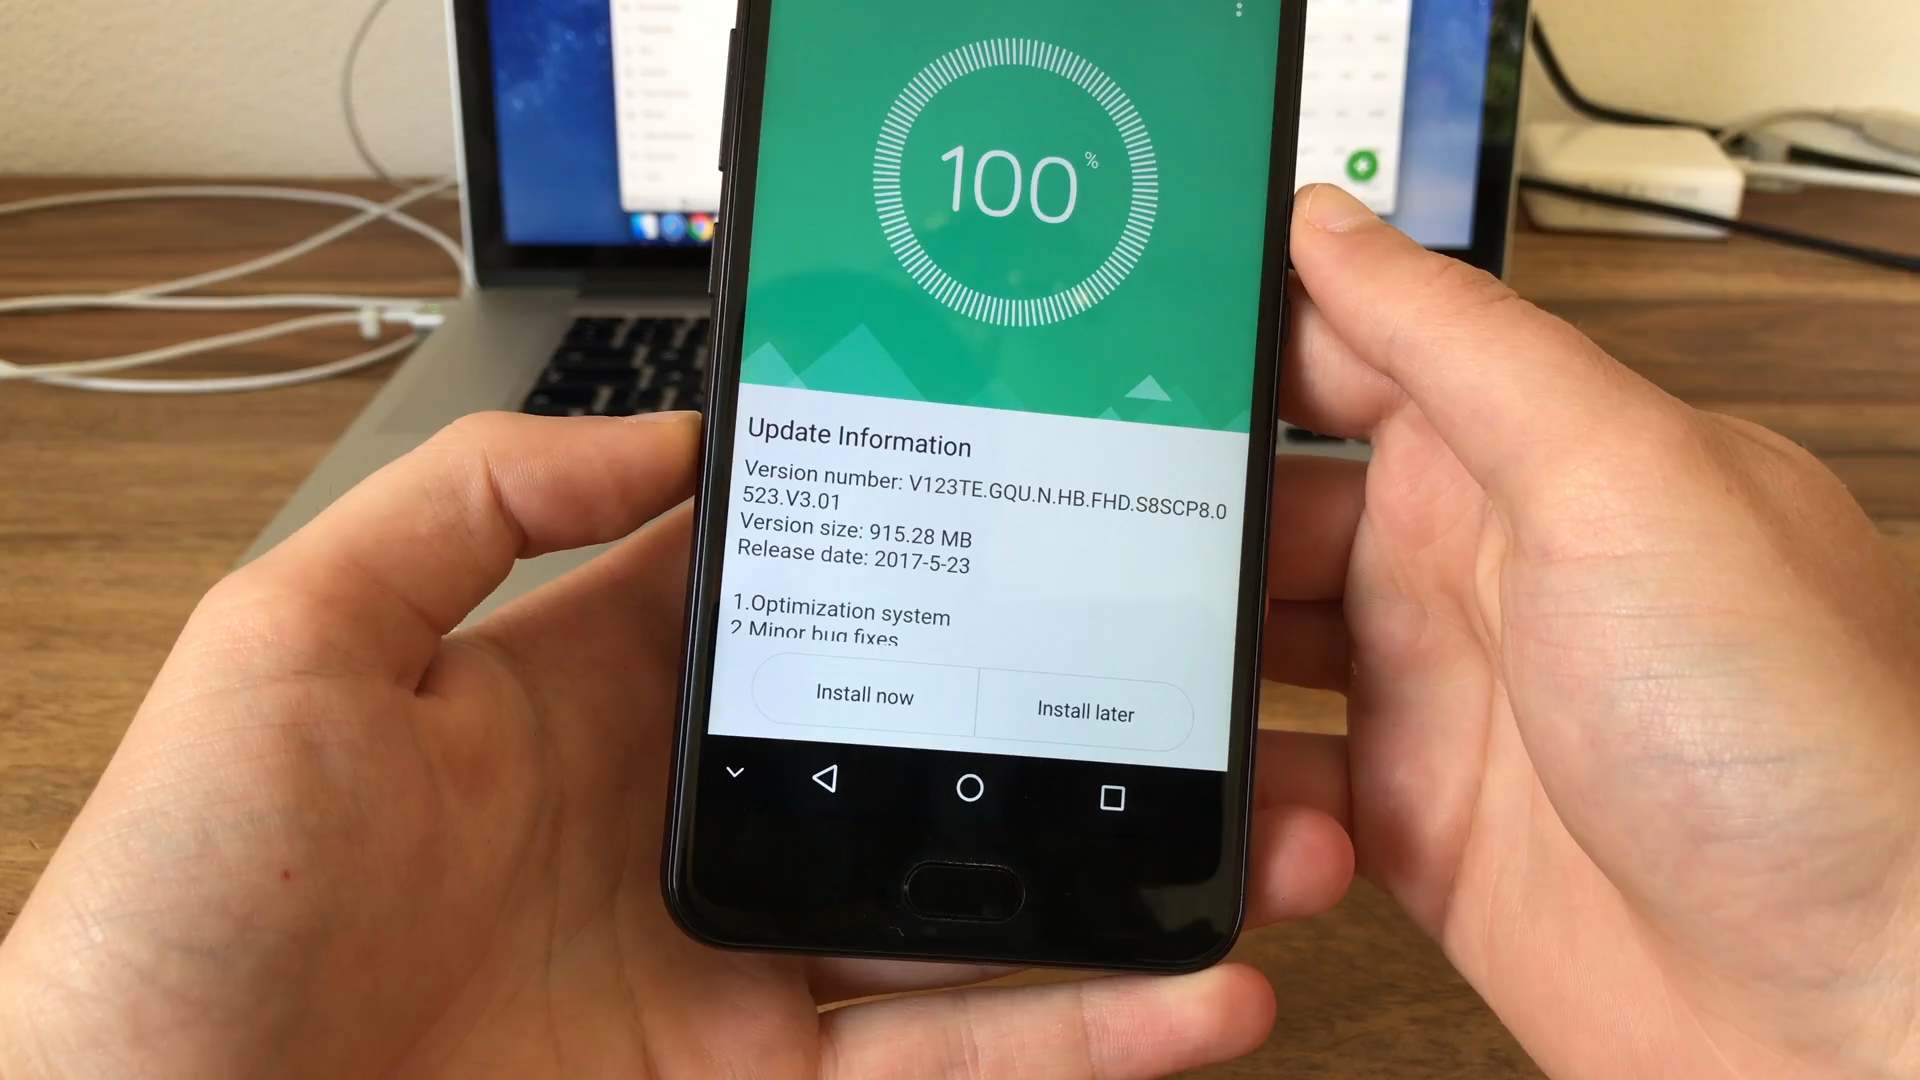 100%
Update Information
Version number: V123TE.GQU.N.HB.FHD.S8SCP8.0
523.V3.01
Version size: 915.28 MB
Release date: 2017-5-23
1.Optimization system
2 Minor bug fixes
Install now
Install later